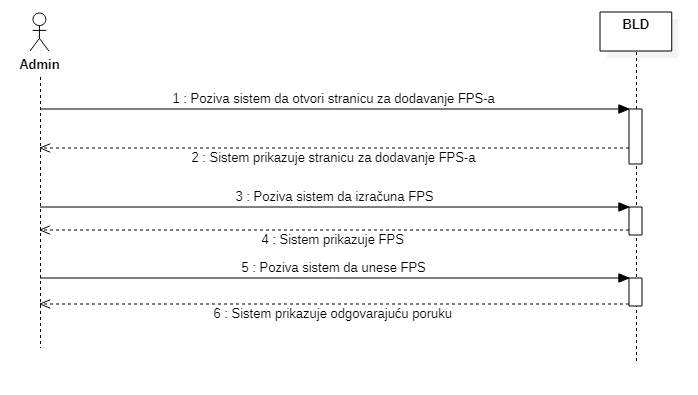 BLD
Admin
1 : Poziva sistem da otvori stranicu za dodavanje FPS-a
2 : Sistem prikazuje stranicu za dodavanje FPS-a
3 : Poziva sistem da izračuna FPS
4 : Sistem prikazuje FPS
5 : Poziva sistem da unese FPS
6 : Sistem prikazuje odgovarajuću poruku